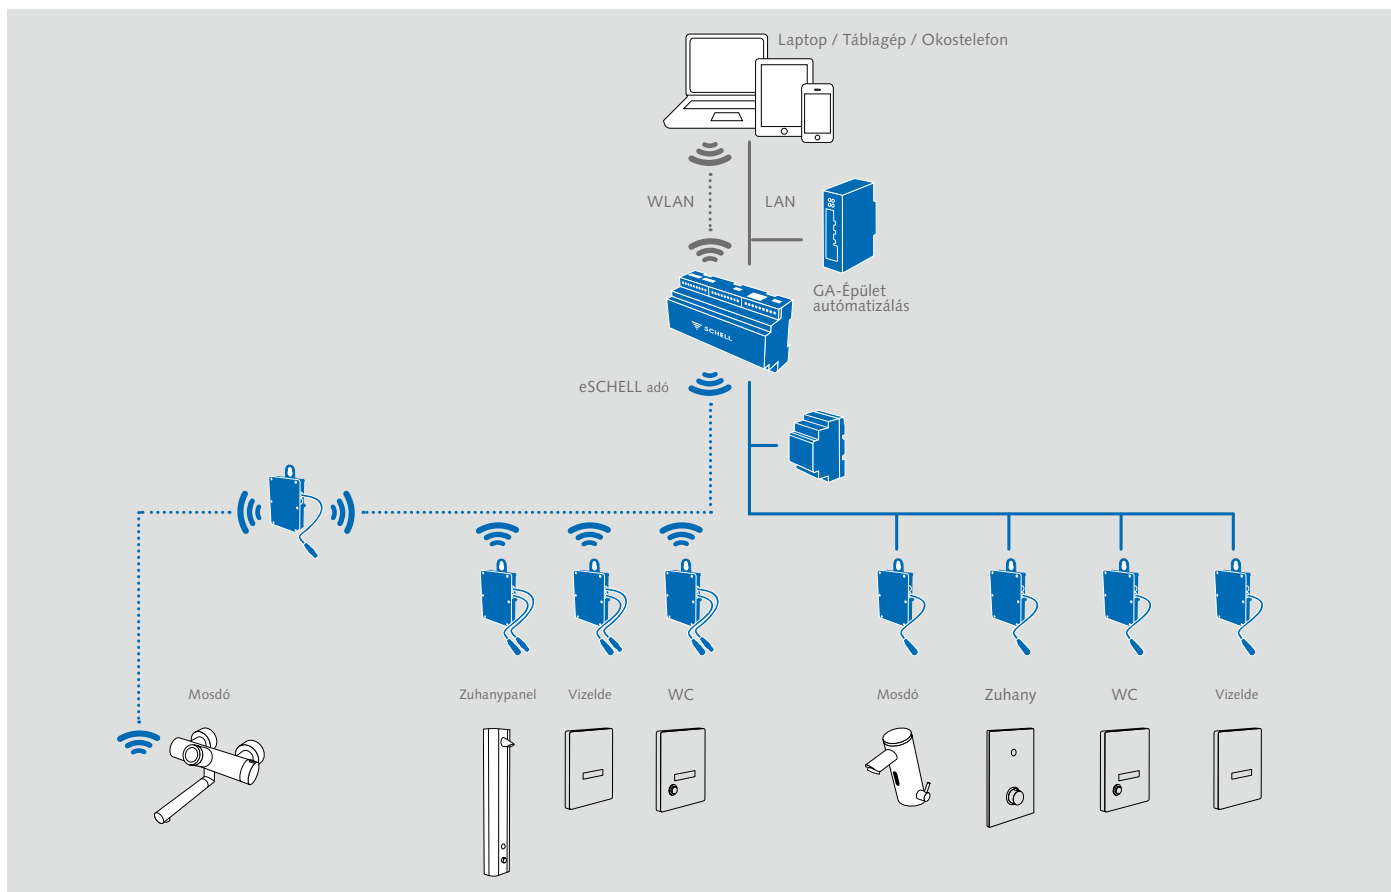 Laptop / Táblagép / Okostelefon
WLAN
LAN
GA-Épület
autómatizálás
SCHELL
eSCHELL adó
Mosdó
Zuhanypanel
Vizelde
WC
Mosdó
Zuhany
WC
Vizelde